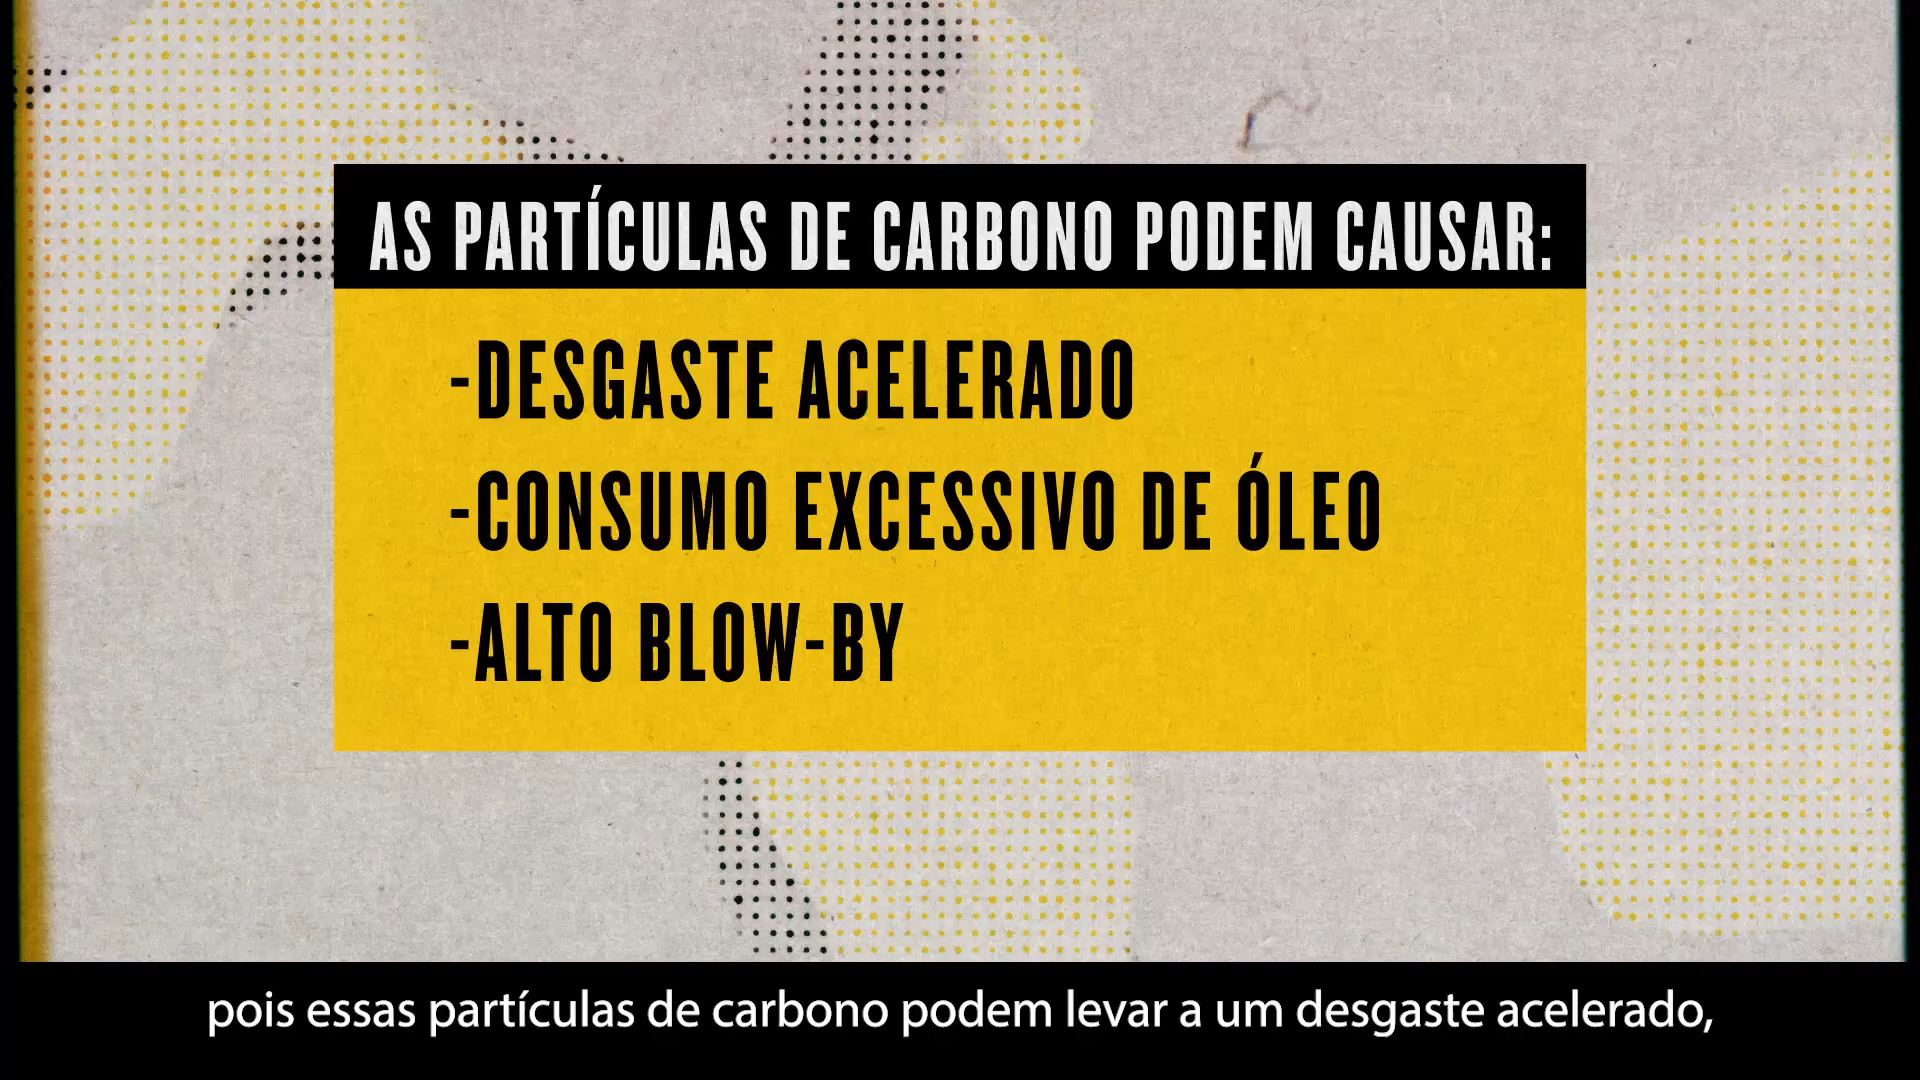 AS PARTÍCULAS DE CARBONO PODEM CAUSAR:
-DESGASTE ACELERADO
-CONSUMO EXCESSIVO DE ÓLEO
-ALTO BLOW-BY
pois essas partículas de carbono podem levar a um desgaste acelerado,